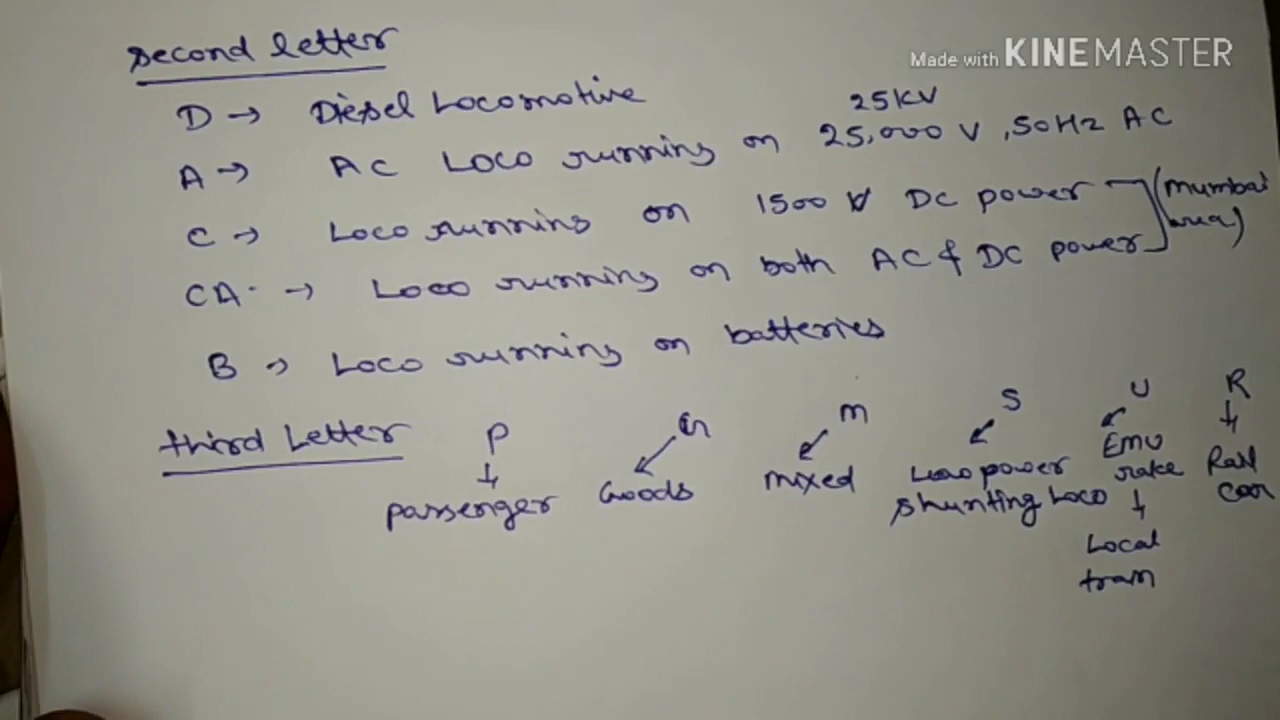 Second letter
Made with KINEMASTER
D → Diesel Locomotive
25KV
A → AC Loco running on 25,000 V, 50Hz AC
C → Loco running on 1500 V DC power (Mumbai area)
CA → Loco running on both AC & DC power
B → Loco running on batteries
third Letter P G M S U R
passenger Goods mixed Low power shunting Loco EMU rake Rail car
Local train